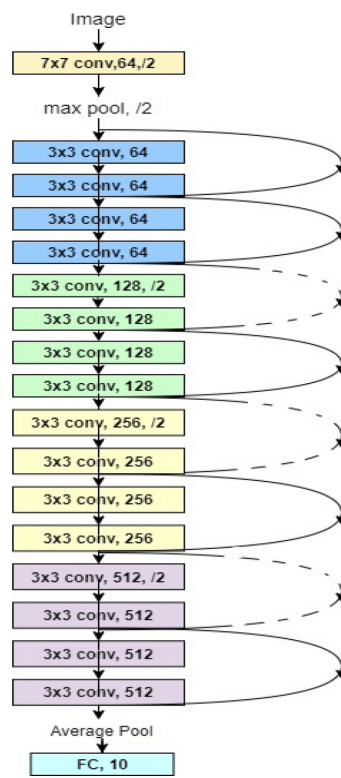 Image
7x7 conv,64,/2
max pool, /2
3x3 conv, 64
3x3 conv, 64
3x3 conv, 64
3x3 conv, 64
3x3 conv, 128, /2
3x3 conv, 128
3x3 conv, 128
3x3 conv, 128
3x3 conv, 256, /2
3x3 conv, 256
3x3 conv, 256
3x3 conv, 256
3x3 conv, 512, /2
3x3 conv, 512
3x3 conv, 512
3x3 conv, 512
Average Pool
FC, 10